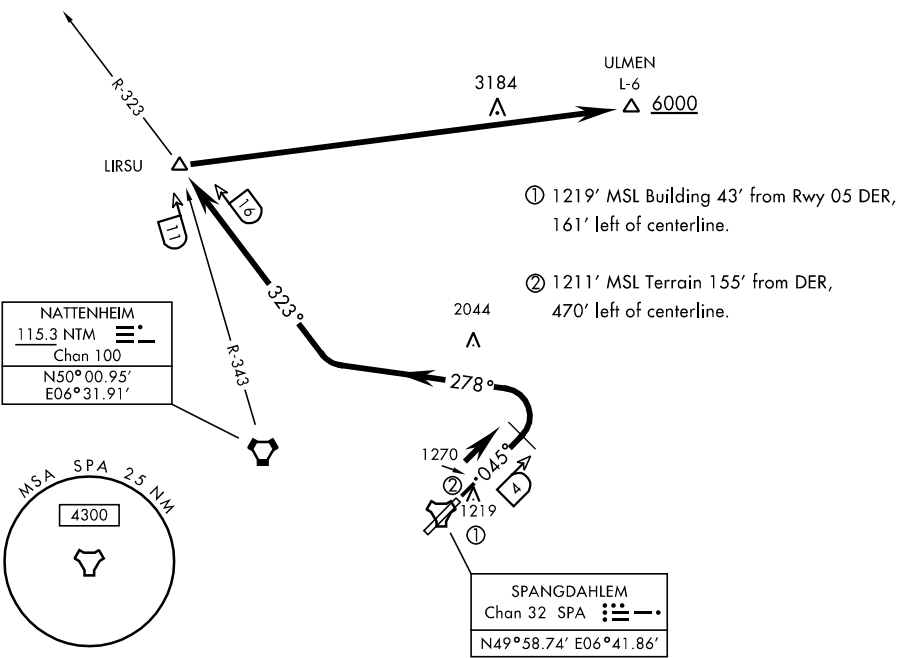 ULMEN
L-6
6000
3184
R-323
LIRSU
16
11
① 1219' MSL Building 43' from Rwy 05 DER,
161' left of centerline.
② 1211' MSL Terrain 155' from DER,
470' left of centerline.
323°
R-343
2044
278°
NATTENHEIM
115.3 NTM
Chan 100
N50° 00.95'
E06° 31.91'
1270
045°
4
②
1219
①
MSA SPA 25 NM
4300
SPANGDAHLEM
Chan 32 SPA
N49° 58.74' E06° 41.86'